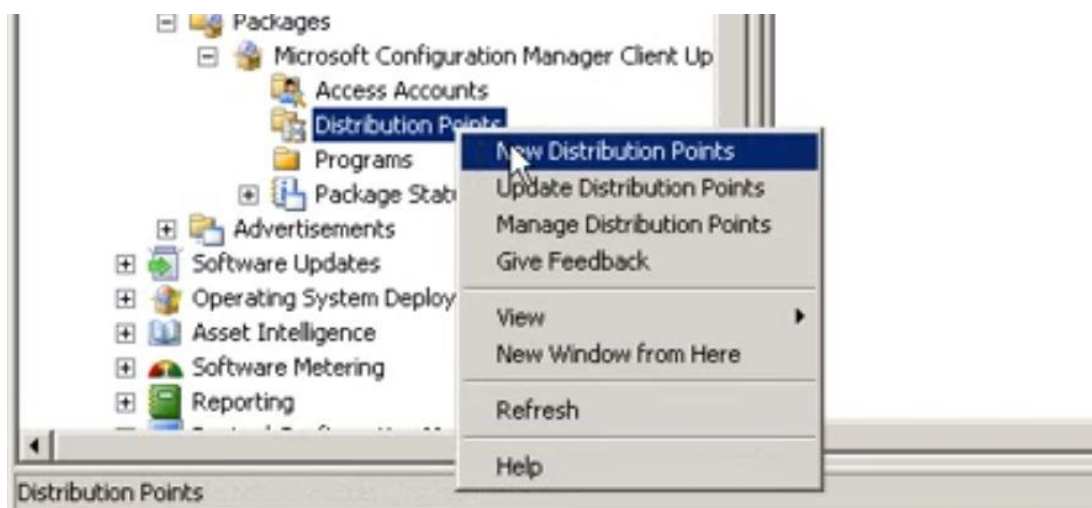 Packages
Microsoft Configuration Manager Client Up
Access Accounts
Distribution Points
Programs
Package Stat
Advertisements
Software Updates
Operating System Deploy
Asset Intelligence
Software Metering
Reporting
New Distribution Points
Update Distribution Points
Manage Distribution Points
Give Feedback
View
New Window from Here
Refresh
Help
Distribution Points